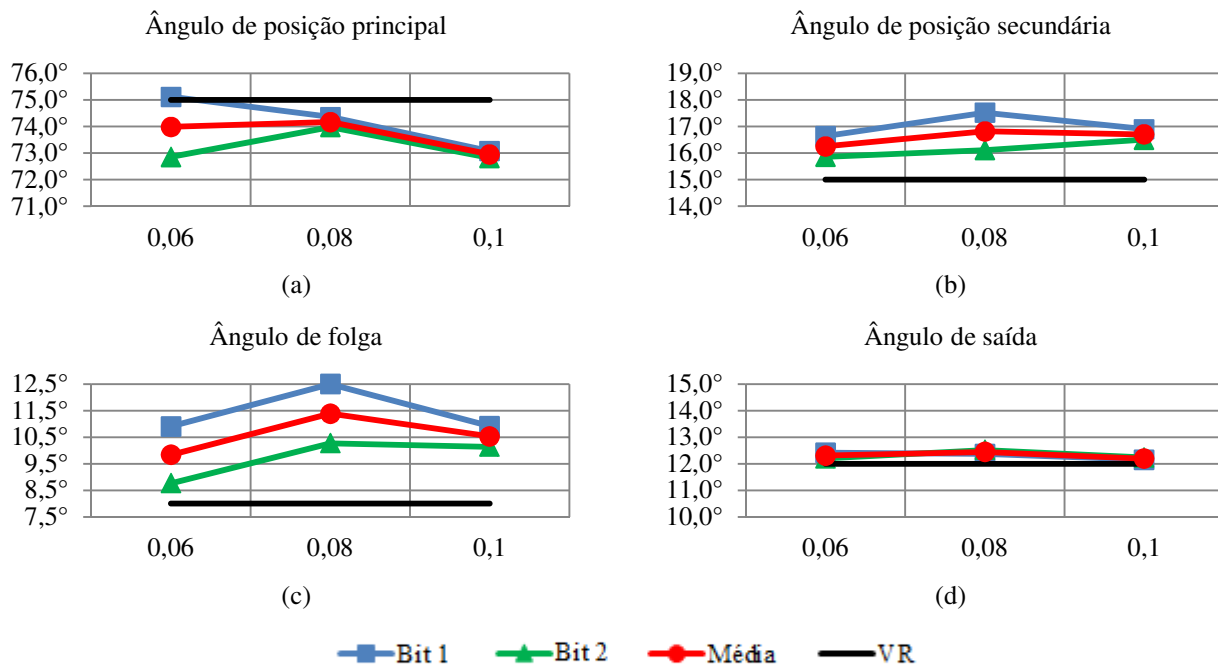 Ângulo de posição principal
76,0°
75,0°
74,0°
73,0°
72,0°
71,0°
0,06 0,08 0,1
(a)
Ângulo de posição secundária
19,0°
18,0°
17,0°
16,0°
15,0°
14,0°
0,06 0,08 0,1
(b)
Ângulo de folga
12,5°
11,5°
10,5°
9,5°
8,5°
7,5°
0,06 0,08 0,1
(c)
Ângulo de saída
15,0°
14,0°
13,0°
12,0°
11,0°
10,0°
0,06 0,08 0,1
(d)
Bit 1 Bit 2 Média VR